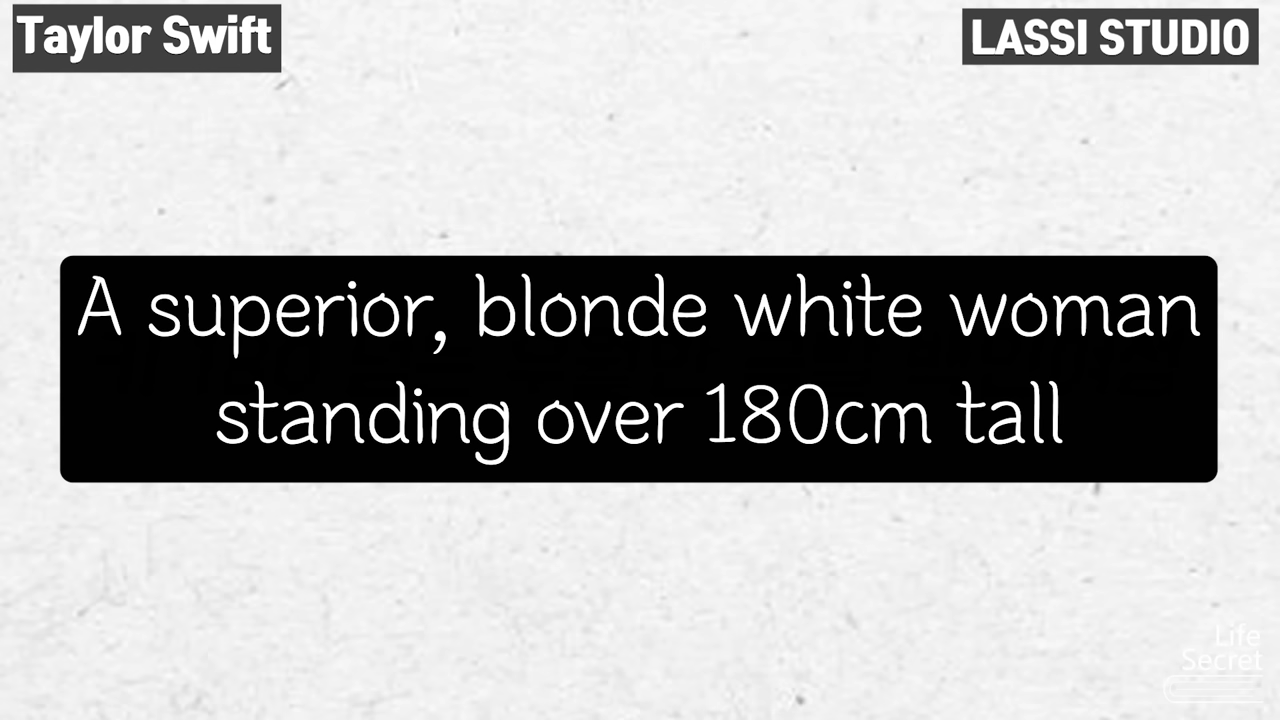 Taylor Swift
LASSI STUDIO
A superior, blonde white woman
standing over 180cm tall
Life
Secret